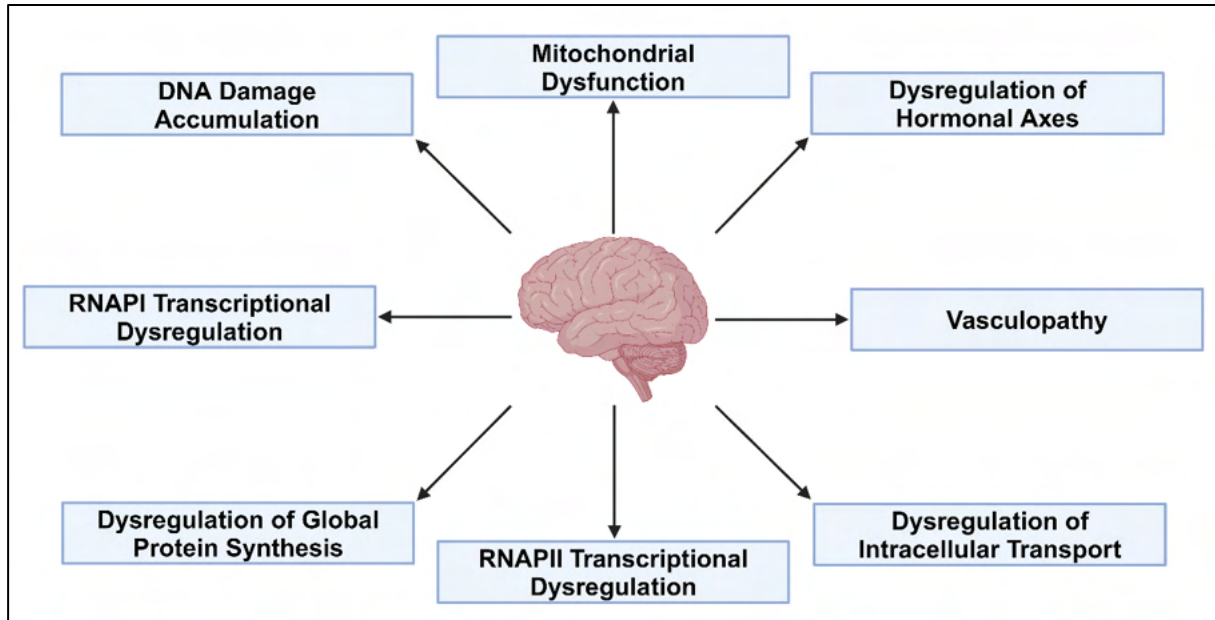 Mitochondrial
Dysfunction
DNA Damage
Accumulation
Dysregulation of
Hormonal Axes
RNAPI Transcriptional
Dysregulation
Vasculopathy
Dysregulation of Global
Protein Synthesis
RNAPII Transcriptional
Dysregulation
Dysregulation of
Intracellular Transport